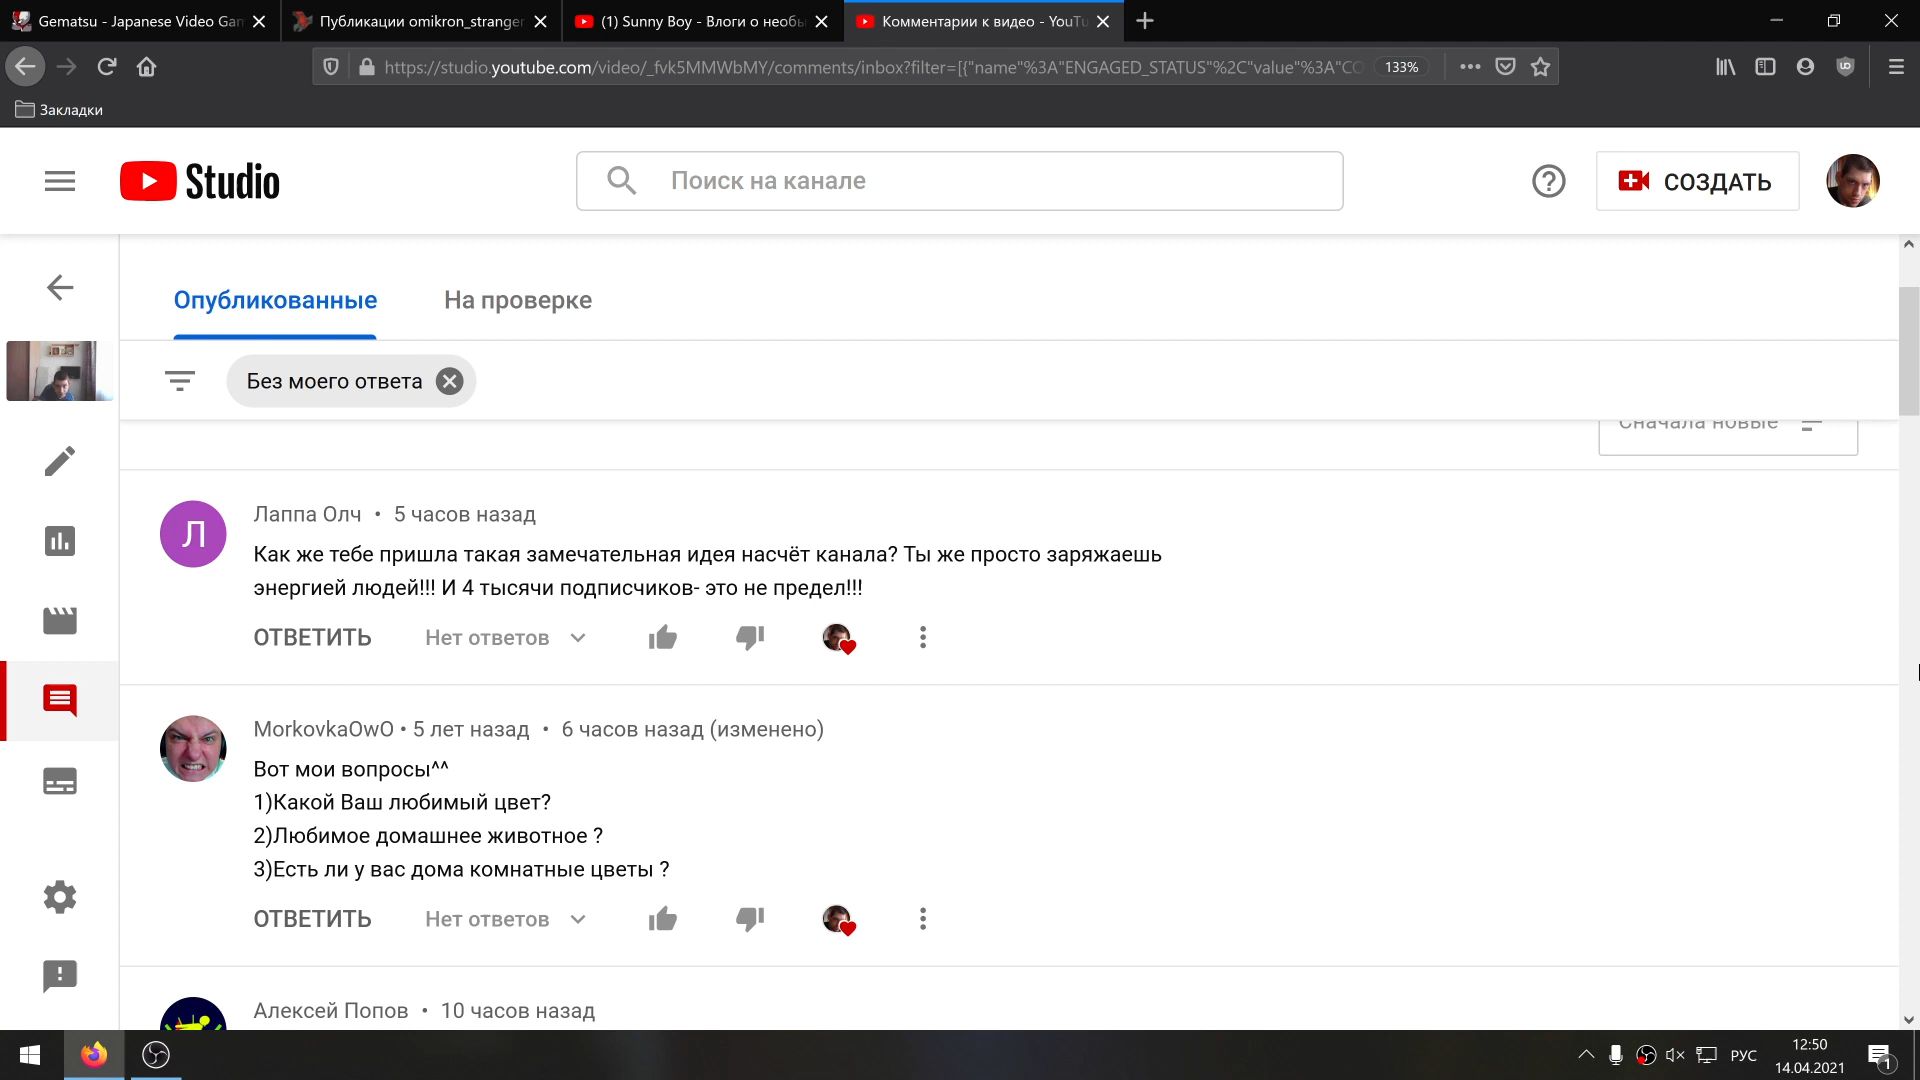 Gematsu - Japanese Video Gam
Публикации omikron_stranger
(1) Sunny Boy - Влоги о необы
Комментарии к видео - YouTu
https://studio.youtube.com/video/_fvk5MMWbMY/comments/inbox?filter=[{"name"%3A"ENGAGED_STATUS"%2C"value"%3A"CO
133%
Закладки
Studio
Поиск на канале
СОЗДАТЬ
Опубликованные
На проверке
Без моего ответа
Сначала новые
Л
Лаппа Олч • 5 часов назад
Как же тебе пришла такая замечательная идея насчёт канала? Ты же просто заряжаешь
энергией людей!!! И 4 тысячи подписчиков- это не предел!!!
ОТВЕТИТЬ
Нет ответов
MorkovkaOwO • 5 лет назад • 6 часов назад (изменено)
Вот мои вопросы^^
1)Какой Ваш любимый цвет?
2)Любимое домашнее животное ?
3)Есть ли у вас дома комнатные цветы ?
ОТВЕТИТЬ
Нет ответов
Алексей Попов • 10 часов назад
РУС
12:50
14.04.2021
1